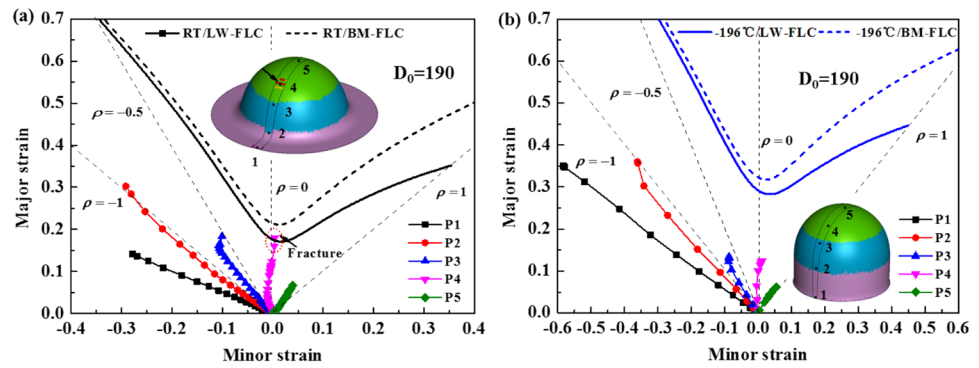 (a)
RT/LW-FLC RT/BM-FLC
D₀=190
5
4
3
2
1
ρ = −0.5
ρ = 0
ρ = 1
ρ = −1
Fracture
P1
P2
P3
P4
P5
0.7
0.6
0.5
0.4
0.3
0.2
0.1
0.0
-0.4 -0.3 -0.2 -0.1 0.0 0.1 0.2 0.3 0.4
Major strain
Minor strain
(b)
-196℃/LW-FLC -196℃/BM-FLC
D₀=190
ρ = −0.5
ρ = 0
ρ = 1
ρ = −1
5
4
3
2
1
P1
P2
P3
P4
P5
0.7
0.6
0.5
0.4
0.3
0.2
0.1
0.0
-0.6 -0.5 -0.4 -0.3 -0.2 -0.1 0.0 0.1 0.2 0.3 0.4 0.5 0.6
Major strain
Minor strain